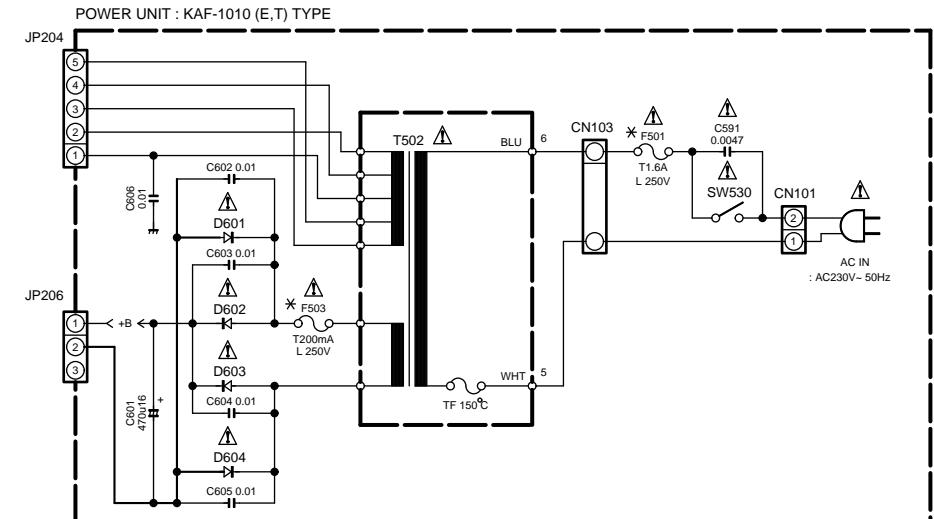 POWER UNIT : KAF-1010 (E,T) TYPE
JP204
5
4
3
2
1
C606
0.01
C602 0.01
D601
C603 0.01
D602
D603
C604 0.01
D604
C605 0.01
JP206
1
2
3
+B
C601
470u16
+
F503
T200mA
L 250V
T502
BLU
6
WHT
5
TF 150°C
CN103
F501
T1.6A
L 250V
C591
0.0047
SW530
CN101
2
1
AC IN
: AC230V~ 50Hz